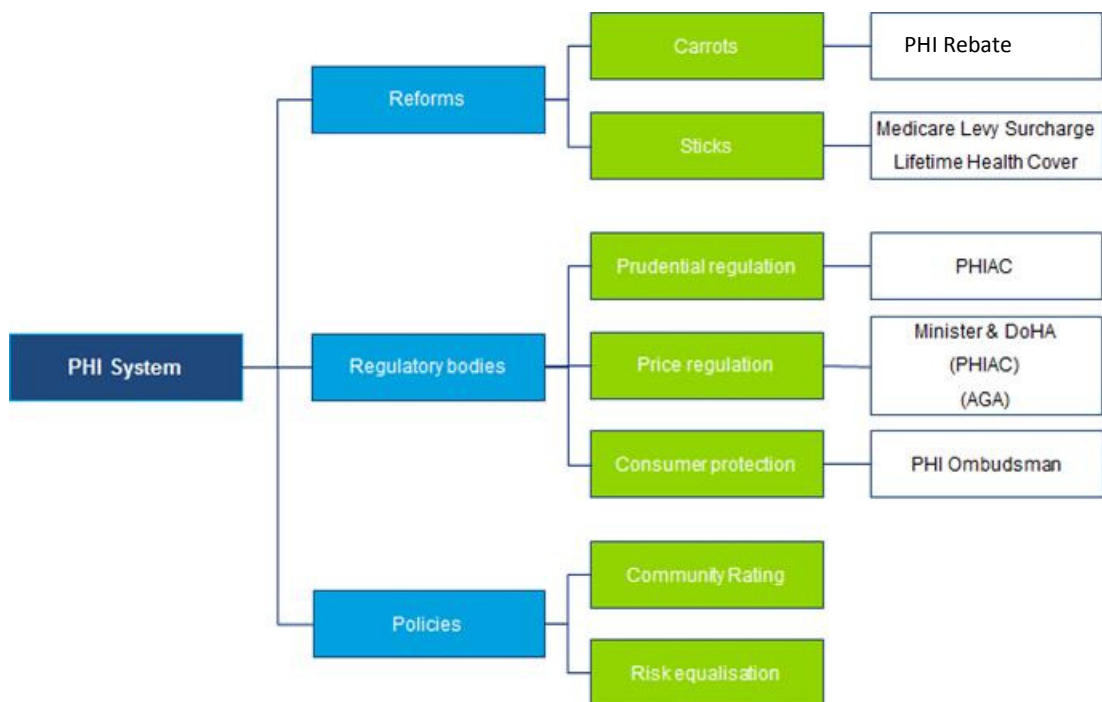 PHI System
Reforms
Carrots
PHI Rebate
Sticks
Medicare Levy Surcharge
Lifetime Health Cover
Regulatory bodies
Prudential regulation
PHIAC
Price regulation
Minister & DoHA
(PHIAC)
(AGA)
Consumer protection
PHI Ombudsman
Policies
Community Rating
Risk equalisation